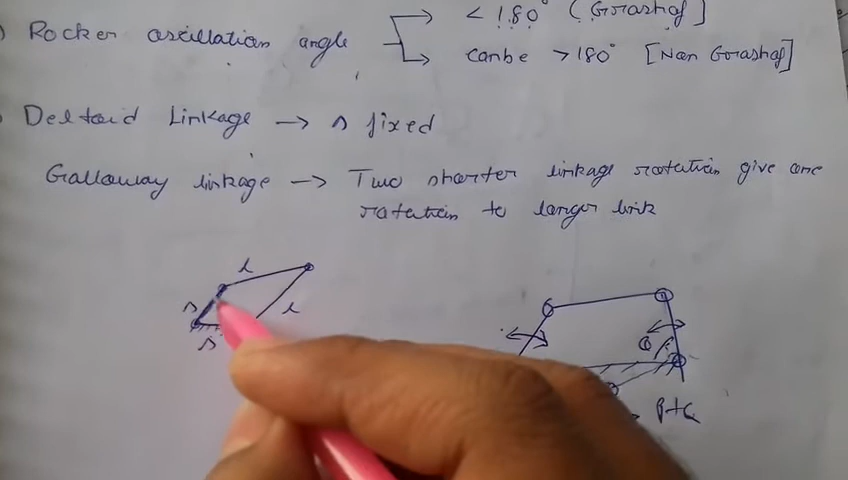 ) Rocker oscillation angle
< 180° (Grashof]
can be > 180° [Non Grashof]
Deltoid Linkage → s fixed
Galloway linkage → Two shorter linkage rotation give one
rotation to longer link
l
s
l
s
Q
β+Q